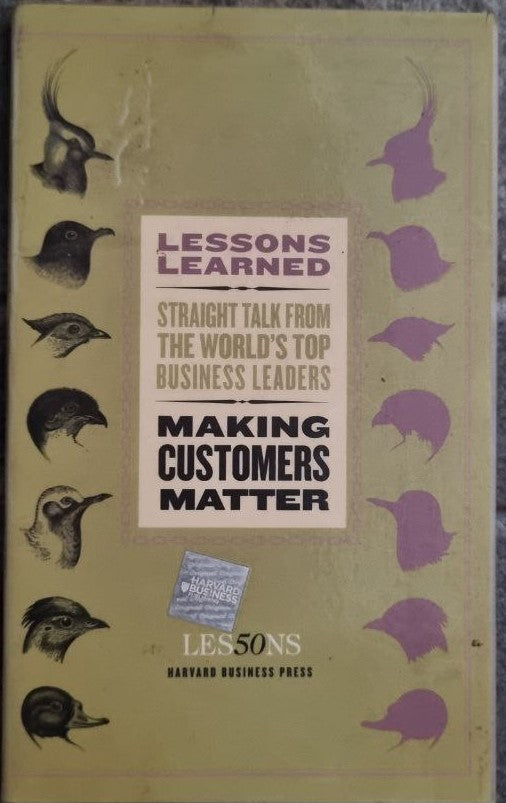 LESSONS
LEARNED
STRAIGHT TALK FROM
THE WORLD'S TOP
BUSINESS LEADERS
MAKING
CUSTOMERS
MATTER
HARVARD
BUSINESS
LES50NS
HARVARD BUSINESS PRESS